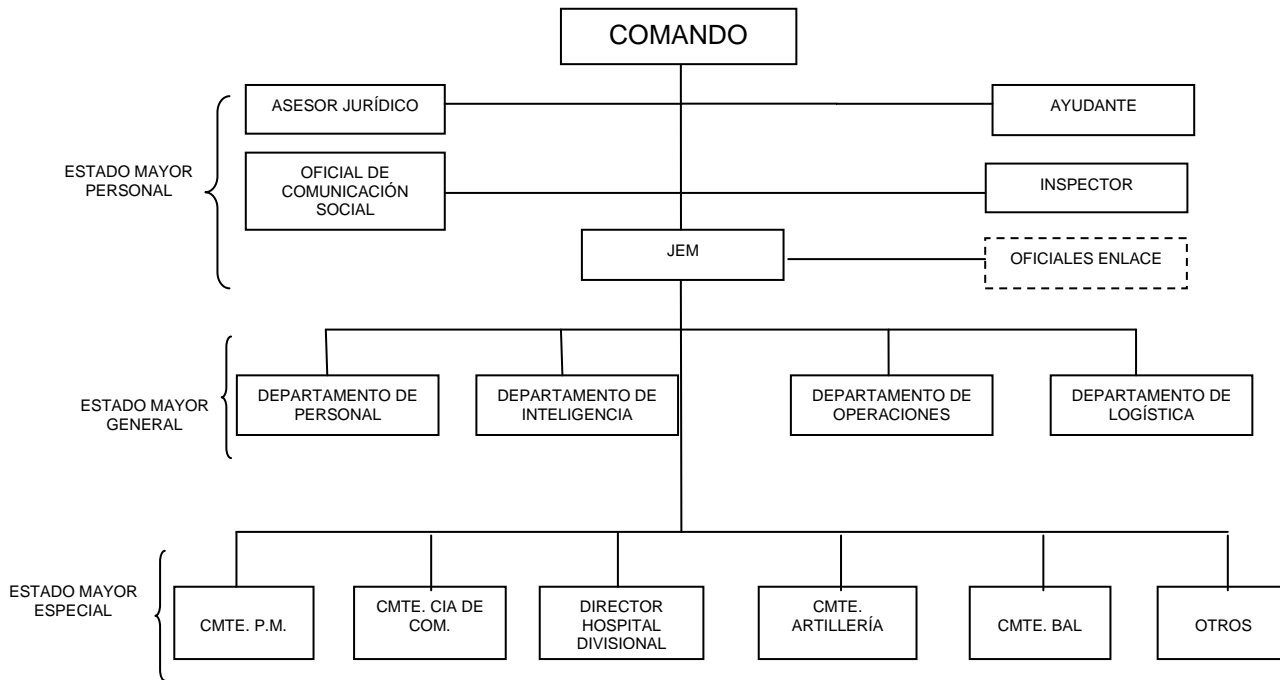 COMANDO
ASESOR JURÍDICO
AYUDANTE
ESTADO MAYOR
PERSONAL
OFICIAL DE
COMUNICACIÓN
SOCIAL
INSPECTOR
JEM
OFICIALES ENLACE
ESTADO MAYOR
GENERAL
DEPARTAMENTO DE
PERSONAL
DEPARTAMENTO DE
INTELIGENCIA
DEPARTAMENTO DE
OPERACIONES
DEPARTAMENTO DE
LOGÍSTICA
ESTADO MAYOR
ESPECIAL
CMTE. P.M.
CMTE. CIA DE
COM.
DIRECTOR
HOSPITAL
DIVISIONAL
CMTE.
ARTILLERÍA
CMTE. BAL
OTROS